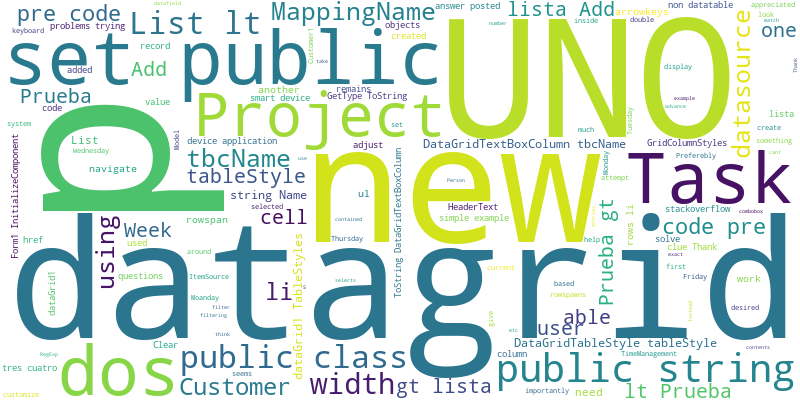 datafield
pre code
List lt
MappingName
answer posted
lista Add
arrowkeys
non datatable
appreciated
look
keyboard
problems trying
record
objects
created
number
inside
double
match
one
set public
UNO
datasource
added
Add
another
Customer1
take
display
Thank
Prueba
smart device
GetType ToString
Project
remains
example
advance
code
value
set
much
Tuesday
lista
system
List
Wednesday
Model
device application
adjust
DataGridTextBoxColumn tbcName
GridColumnStyles
create
something
p
navigate
tbcName
use
new
Monday
Preferebly
cant
Task
Form1 InitializeComponent
tableStyle
string Name
ul
Person
attempt
combobox
selected
contained
HeaderText
simple example
rows li
stackoverflow
rowspan
cell
Week
using
href
used
around
Thursday
help
solve
code pre
clue Thank
exact
datagrid
dataGrid1
questions
ItemSource
li
dataGrid1 TableStyles
ToString DataGridTextBoxColumn
selects
current
based
rowspawns
Prueba gt
first
Friday
work
Moanday
filter
filtering
give
able
user
desired
Clear
think
etc
DataGridTableStyle tableStyle
RegExp
tres cuatro
dos
public class
seems
column
TimeManagement
contents
public string
customize
Customer
width
gt lista
importantly
need
lt Prueba